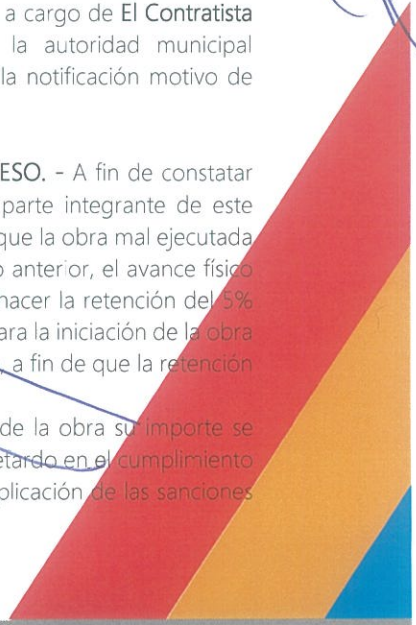 a cargo de El Contratista
la autoridad municipal
la notificación motivo de
ESO. - A fin de constatar
parte integrante de este
que la obra mal ejecutada
o anterior, el avance físico
hacer la retención del 5%
ara la iniciación de la obra
, a fin de que la retención
de la obra su importe se
etardo en el cumplimiento
plicación de las sanciones